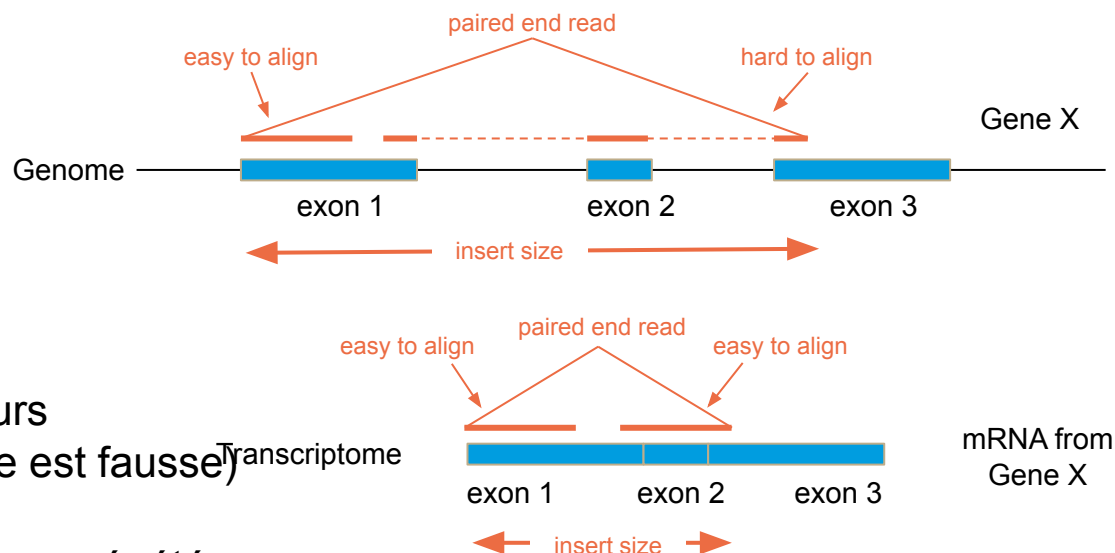 paired end read
easy to align
hard to align
Gene X
Genome
exon 1
exon 2
exon 3
insert size
paired end read
easy to align
easy to align
urs
e est fausse)
Transcriptome
mRNA from
Gene X
exon 1
exon 2
exon 3
insert size